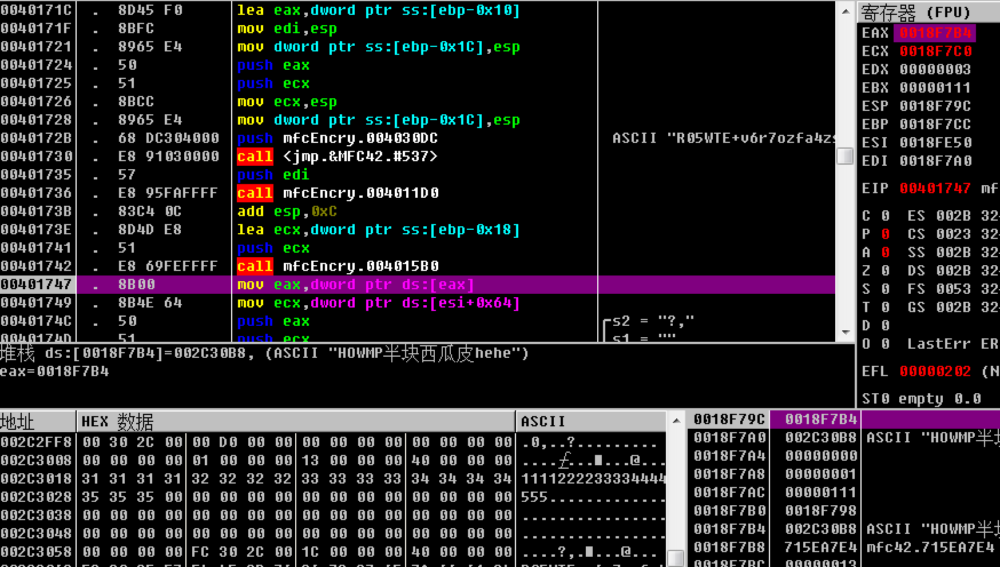 0040171C . 8D45 F0 lea eax,dword ptr ss:[ebp-0x10]
0040171F . 8BFC mov edi,esp
00401721 . 8965 E4 mov dword ptr ss:[ebp-0x1C],esp
00401724 . 50 push eax
00401725 . 51 push ecx
00401726 . 8BCC mov ecx,esp
00401728 . 8965 E4 mov dword ptr ss:[ebp-0x1C],esp
0040172B . 68 DC304000 push mfcEncry.004030DC ASCII "R05WTE+v6r7ozfa4zs
00401730 . E8 91030000 call <jmp.&MFC42.#537>
00401735 . 57 push edi
00401736 . E8 95FAFFFF call mfcEncry.004011D0
0040173B . 83C4 0C add esp,0xC
0040173E . 8D4D E8 lea ecx,dword ptr ss:[ebp-0x18]
00401741 . 51 push ecx
00401742 . E8 69FEFFFF call mfcEncry.004015B0
00401747 . 8B00 mov eax,dword ptr ds:[eax]
00401749 . 8B4E 64 mov ecx,dword ptr ds:[esi+0x64]
0040174C . 50 push eax s2 = "?,"
0040174D . 51 push ecx s1 = ""
堆栈 ds:[0018F7B4]=002C30B8, (ASCII "HOWMP半块西瓜皮hehe")
eax=0018F7B4
寄存器 (FPU)
EAX 0018F7B4
ECX 0018F7C0
EDX 00000003
EBX 00000111
ESP 0018F79C
EBP 0018F7CC
ESI 0018FE50
EDI 0018F7A0
EIP 00401747 mf
C 0 ES 002B 32
P 0 CS 0023 32
A 0 SS 002B 32
Z 0 DS 002B 32
S 0 FS 0053 32
T 0 GS 002B 32
D 0
O 0 LastErr ER
EFL 00000202 (N
ST0 empty 0.0
地址 HEX 数据 ASCII
002C2FF8 00 30 2C 00 00 D0 00 00 00 00 00 00 00 00 00 00 .0,..?.........
002C3008 00 00 00 00 01 00 00 00 13 00 00 00 40 00 00 00
002C3018 31 31 31 31 32 32 32 32 33 33 33 33 34 34 34 34 1111222233334444
002C3028 35 35 35 00 00 00 00 00 00 00 00 00 00 00 00 00 555.............
002C3038 00 00 00 00 00 00 00 00 00 00 00 00 00 00 00 00 ................
002C3048 00 00 00 00 00 00 00 00 00 00 00 00 00 00 00 00 ................
002C3058 00 00 00 00 FC 30 2C 00 1C 00 00 00 40 00 00 00
0018F79C 0018F7B4
0018F7A0 002C30B8 ASCII "HOWMP半
0018F7A4 00000000
0018F7A8 00000001
0018F7AC 00000111
0018F7B0 0018F798
0018F7B4 002C30B8 ASCII "HOWMP半
0018F7B8 715EA7E4 mfc42.715EA7E4
0018F7BC 00000013